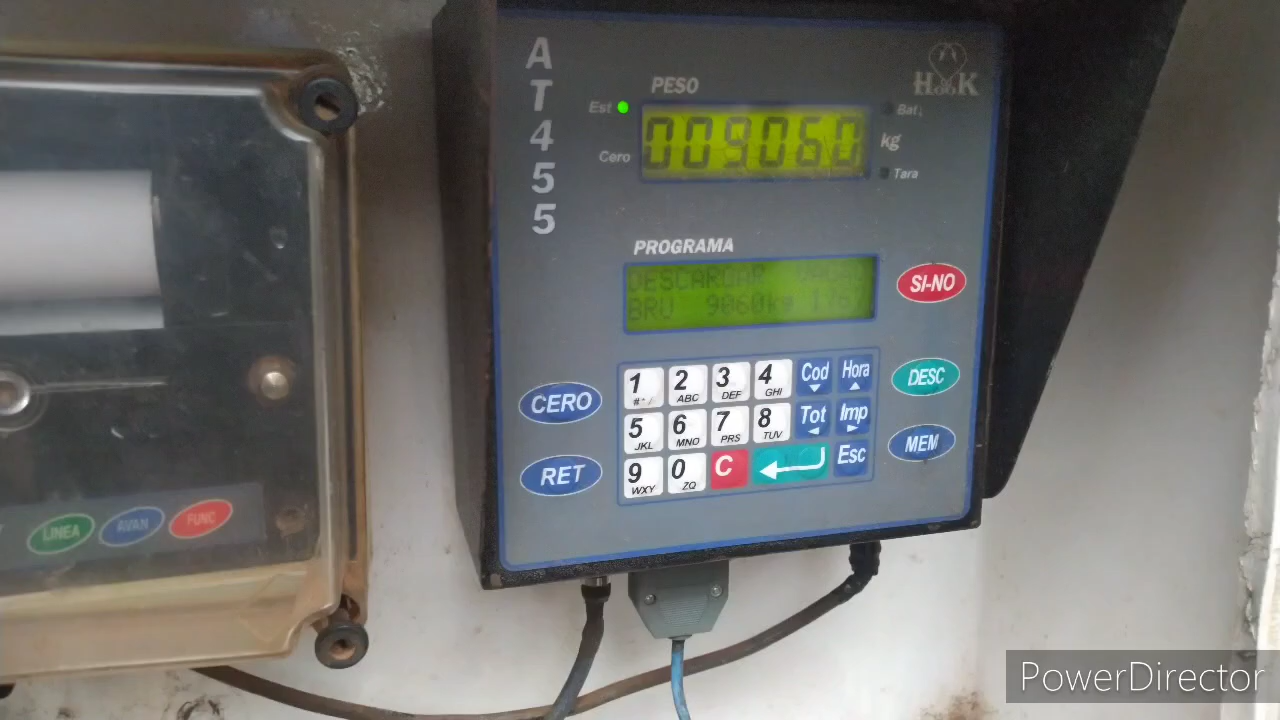 AT455
PESO
HOOK
Est
Bat↓
009060
kg
Cero
Tara
PROGRAMA
DESCARGAR
BRU 9060kg
SI-NO
1 #*/ 2 ABC 3 DEF 4 GHI Cod Hora
DESC
CERO
5 JKL 6 MNO 7 PRS 8 TUV Tot Imp
MEM
RET
9 WXY 0 ZQ C Esc
LINEA AVAN FUNC
PowerDirector